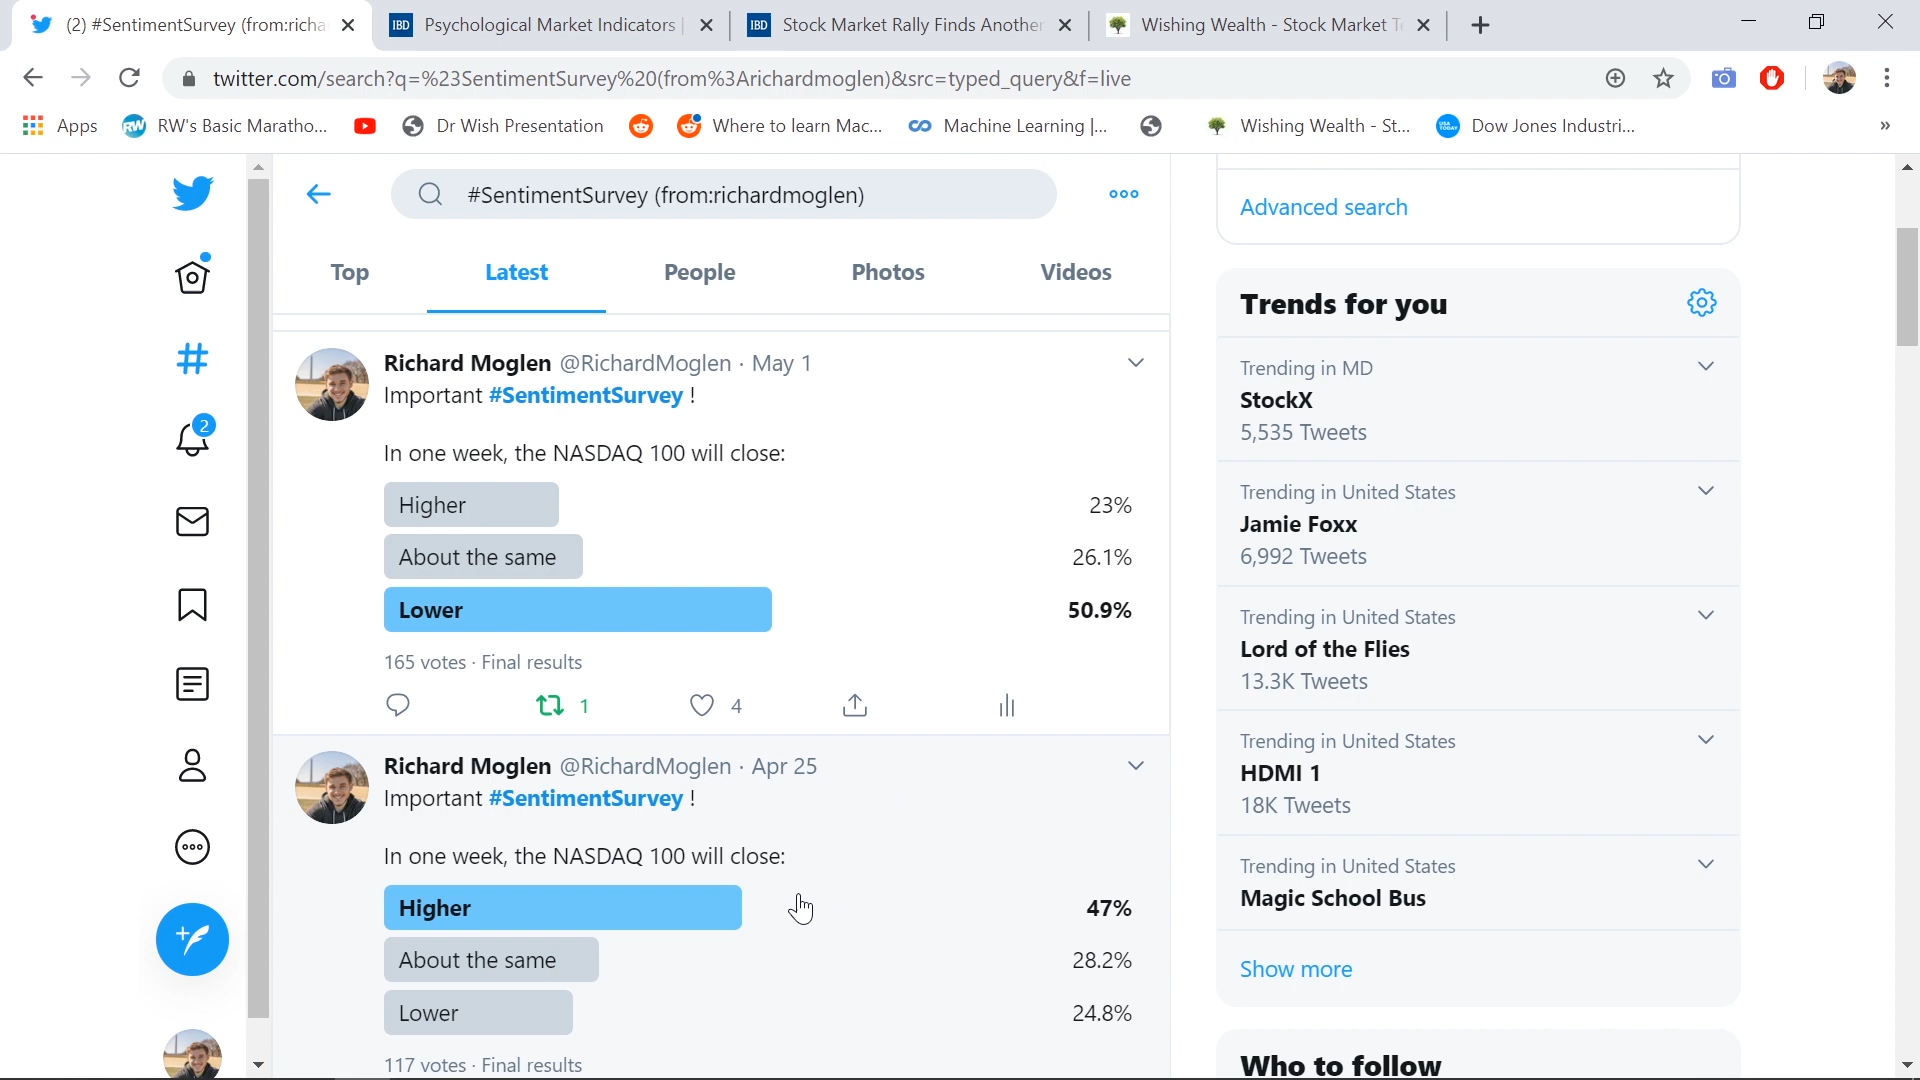 (2) #SentimentSurvey (from:richa
IBD Psychological Market Indicators |
IBD Stock Market Rally Finds Another
Wishing Wealth - Stock Market T
twitter.com/search?q=%23SentimentSurvey%20(from%3Arichardmoglen)&src=typed_query&f=live
Apps
RW RW's Basic Maratho...
Dr Wish Presentation
Where to learn Mac...
Machine Learning |...
Wishing Wealth - St...
USA TODAY Dow Jones Industri...
»
#SentimentSurvey (from:richardmoglen)
Top Latest People Photos Videos
Richard Moglen @RichardMoglen · May 1
Important #SentimentSurvey !
In one week, the NASDAQ 100 will close:
Higher 23%
About the same 26.1%
Lower 50.9%
165 votes · Final results
1 4
Richard Moglen @RichardMoglen · Apr 25
Important #SentimentSurvey !
In one week, the NASDAQ 100 will close:
Higher 47%
About the same 28.2%
Lower 24.8%
117 votes · Final results
2
Advanced search
Trends for you
Trending in MD
StockX
5,535 Tweets
Trending in United States
Jamie Foxx
6,992 Tweets
Trending in United States
Lord of the Flies
13.3K Tweets
Trending in United States
HDMI 1
18K Tweets
Trending in United States
Magic School Bus
Show more
Who to follow